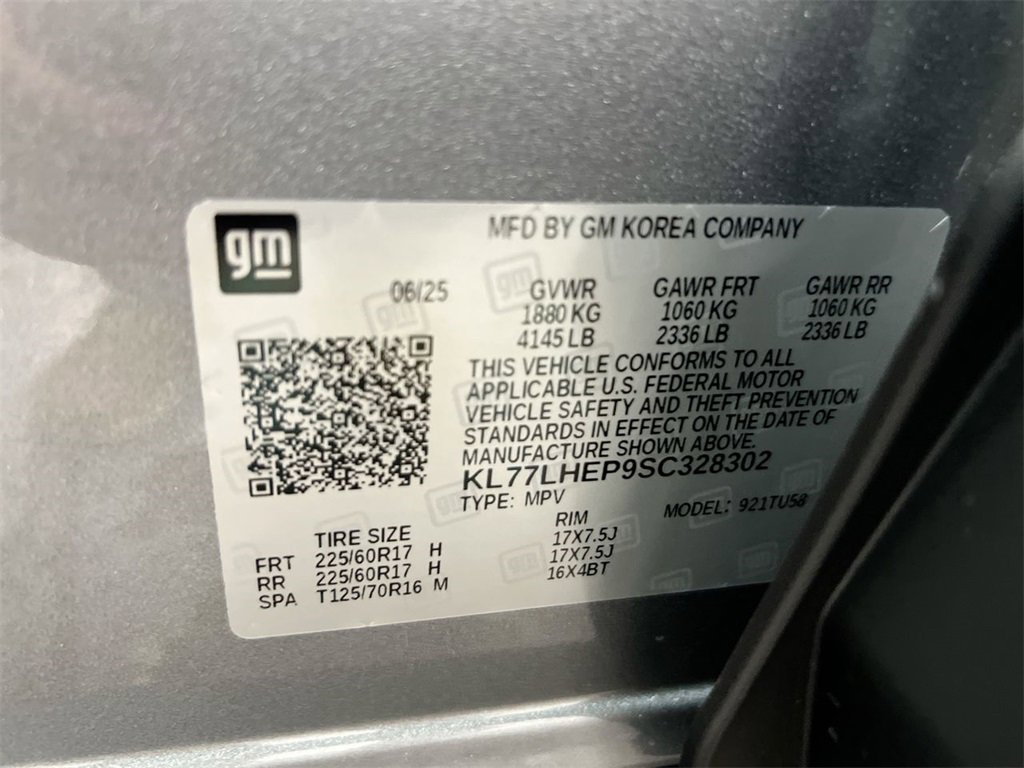 gm
MFD BY GM KOREA COMPANY
06/25
GVWR GAWR FRT GAWR RR
1880 KG 1060 KG 1060 KG
4145 LB 2336 LB 2336 LB
THIS VEHICLE CONFORMS TO ALL
APPLICABLE U.S. FEDERAL MOTOR
VEHICLE SAFETY AND THEFT PREVENTION
STANDARDS IN EFFECT ON THE DATE OF
MANUFACTURE SHOWN ABOVE.
KL77LHEP9SC328302
TYPE: MPV MODEL: 921TU58
TIRE SIZE RIM
FRT 225/60R17 H 17X7.5J
RR 225/60R17 H 17X7.5J
SPA T125/70R16 M 16X4BT